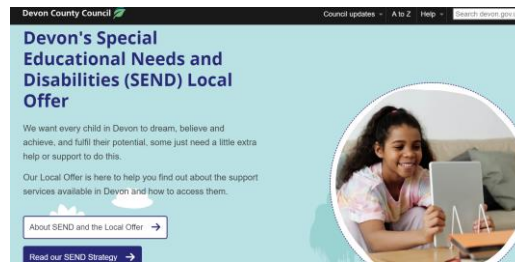 Devon County Council
Council updates
A to Z
Help
Search devon.gov.u
Devon's Special
Educational Needs and
Disabilities (SEND) Local
Offer
We want every child in Devon to dream, believe and
achieve, and fulfil their potential, some just need a little extra
help or support to do this.
Our Local Offer is here to help you find out about the support
services available in Devon and how to access them.
About SEND and the Local Offer →
Read our SEND Strategy →